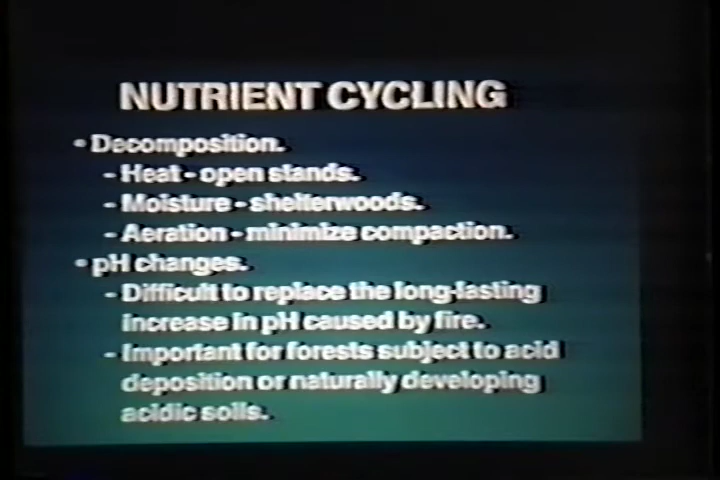 NUTRIENT CYCLING
• Decomposition.
- Heat - open stands.
- Moisture - shelterwoods.
- Aeration - minimize compaction.
• pH changes.
- Difficult to replace the long-lasting
increase in pH caused by fire.
- Important for forests subject to acid
deposition or naturally developing
acidic soils.